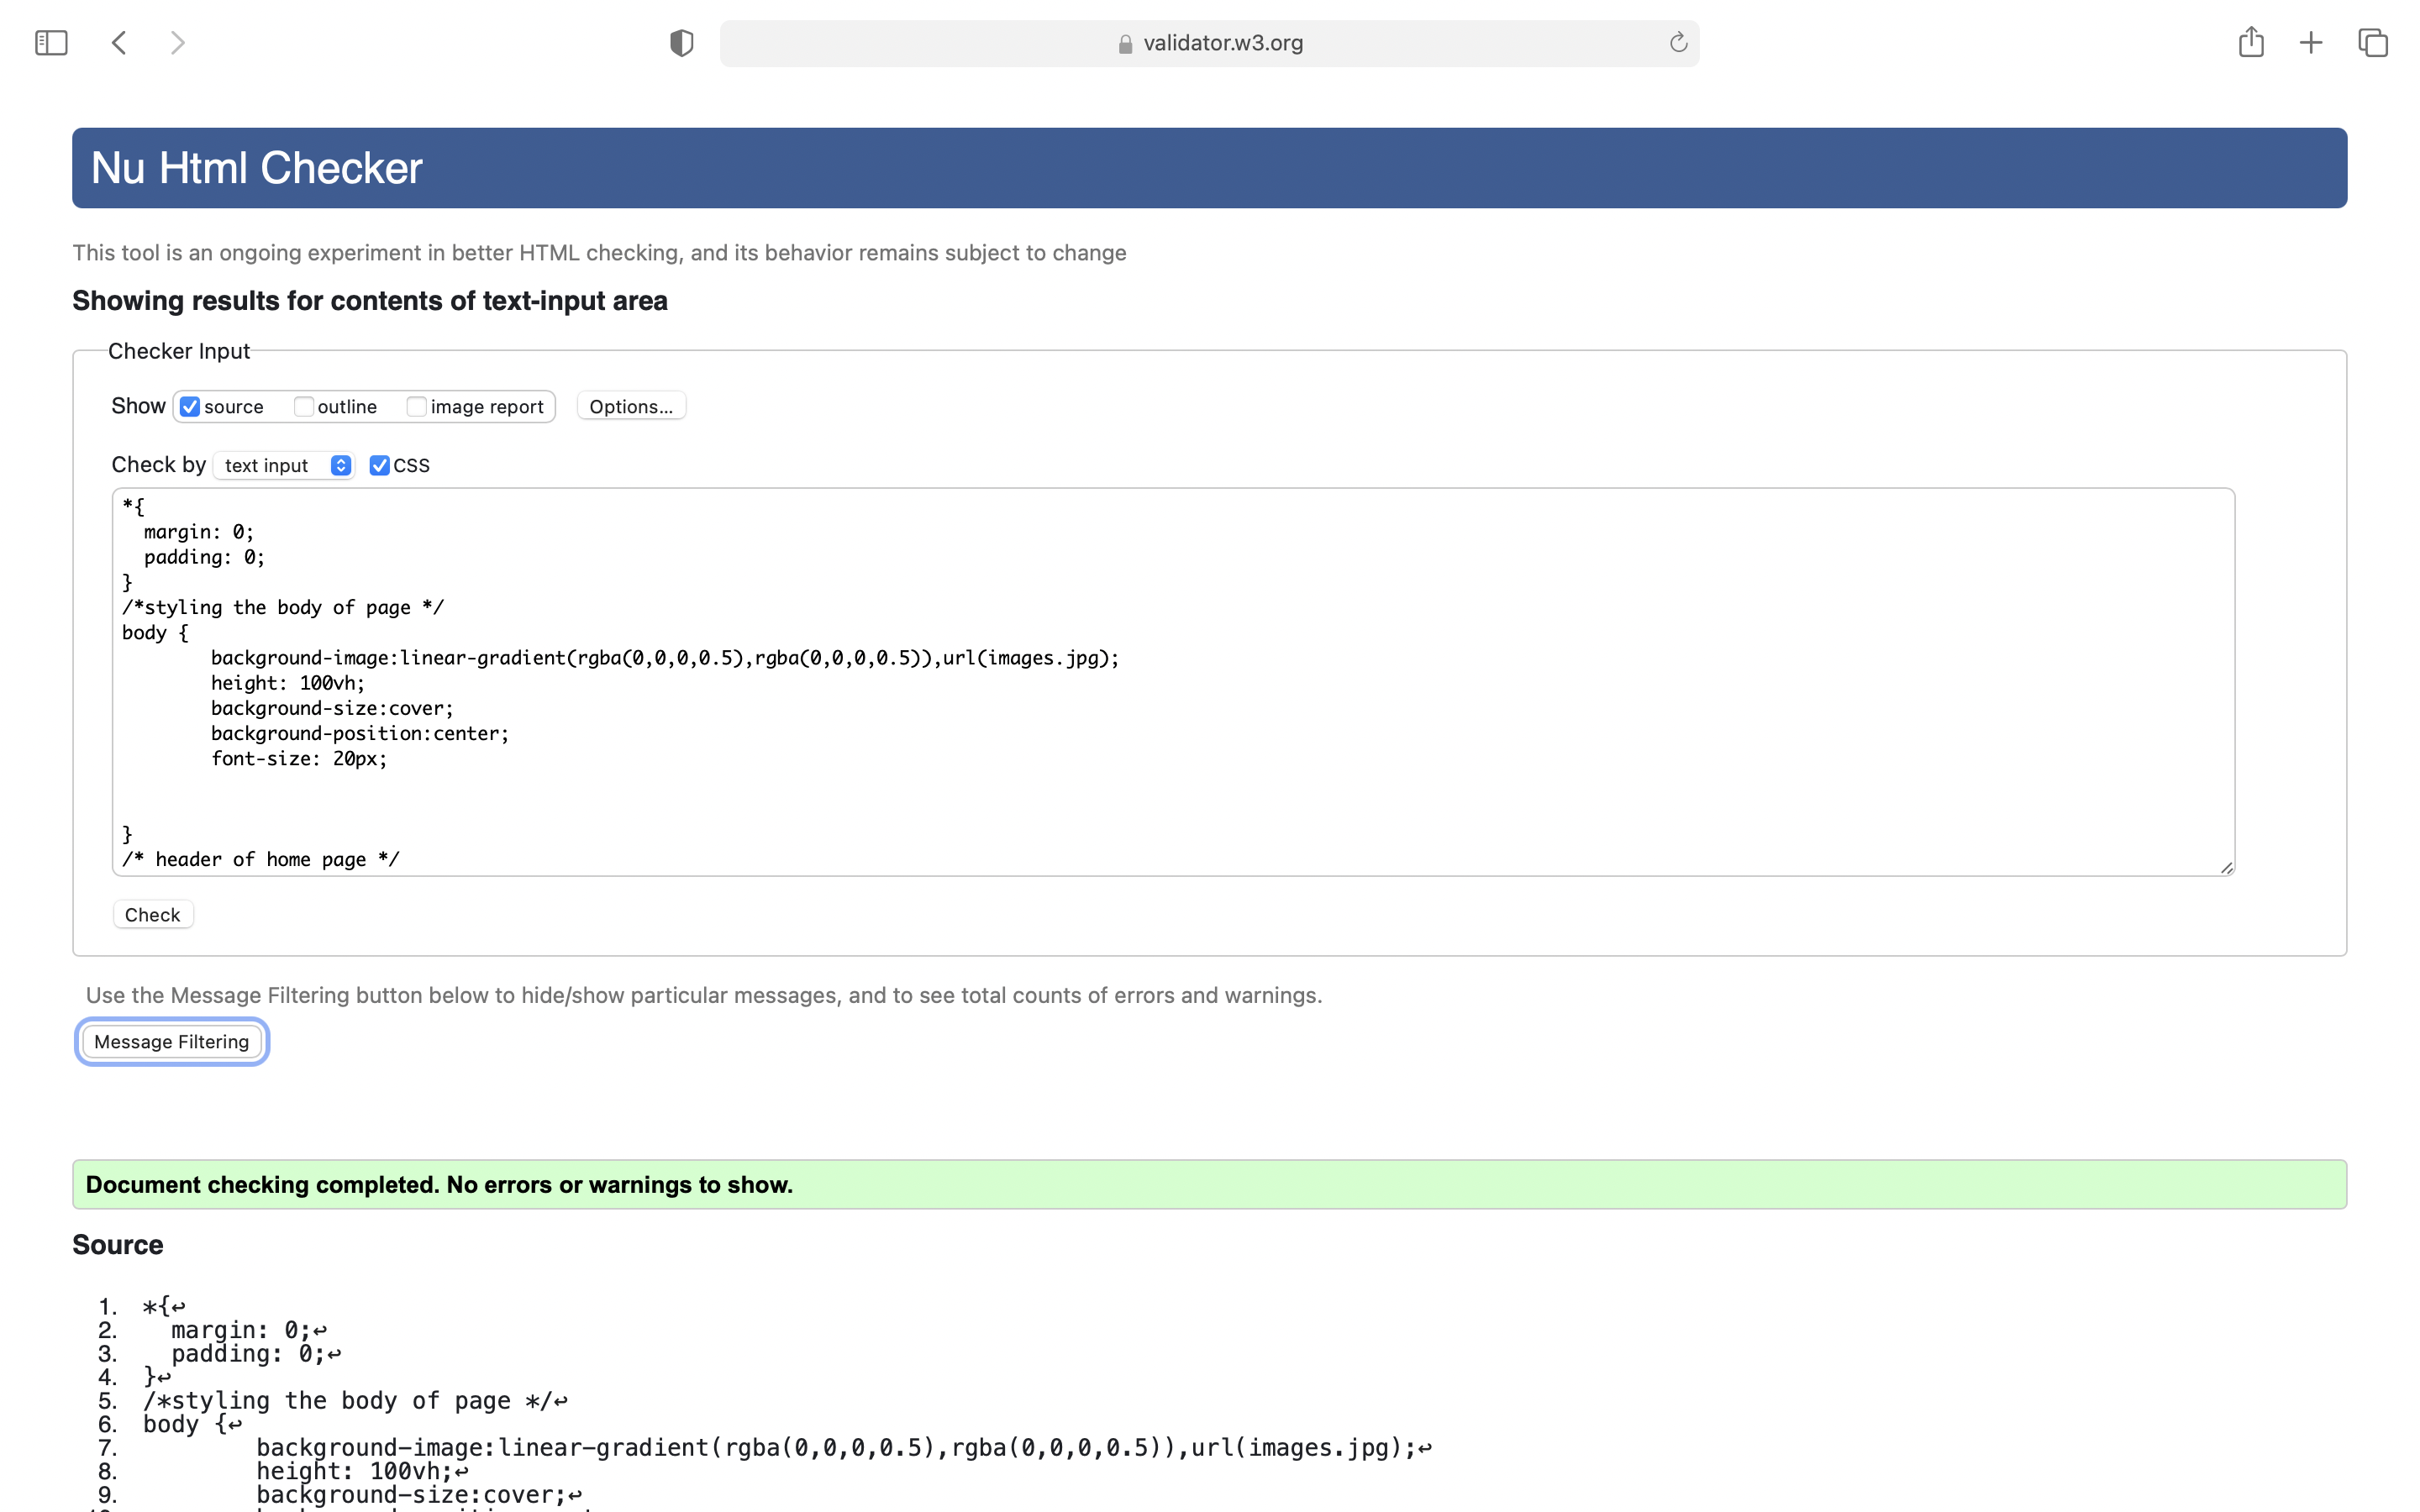 validator.w3.org
Nu Html Checker
This tool is an ongoing experiment in better HTML checking, and its behavior remains subject to change
Showing results for contents of text-input area
Checker Input
Show source outline image report Options...
Check by text input CSS
*{
  margin: 0;
  padding: 0;
}
/*styling the body of page */
body {
        background-image:linear-gradient(rgba(0,0,0,0.5),rgba(0,0,0,0.5)),url(images.jpg);
        height: 100vh;
        background-size:cover;
        background-position:center;
        font-size: 20px;
}
/* header of home page */
Check
Use the Message Filtering button below to hide/show particular messages, and to see total counts of errors and warnings.
Message Filtering
Document checking completed. No errors or warnings to show.
Source
1. *{↩
2.   margin: 0;↩
3.   padding: 0;↩
4. }↩
5. /*styling the body of page */↩
6. body {↩
7.         background-image:linear-gradient(rgba(0,0,0,0.5),rgba(0,0,0,0.5)),url(images.jpg);↩
8.         height: 100vh;↩
9.         background-size:cover;↩